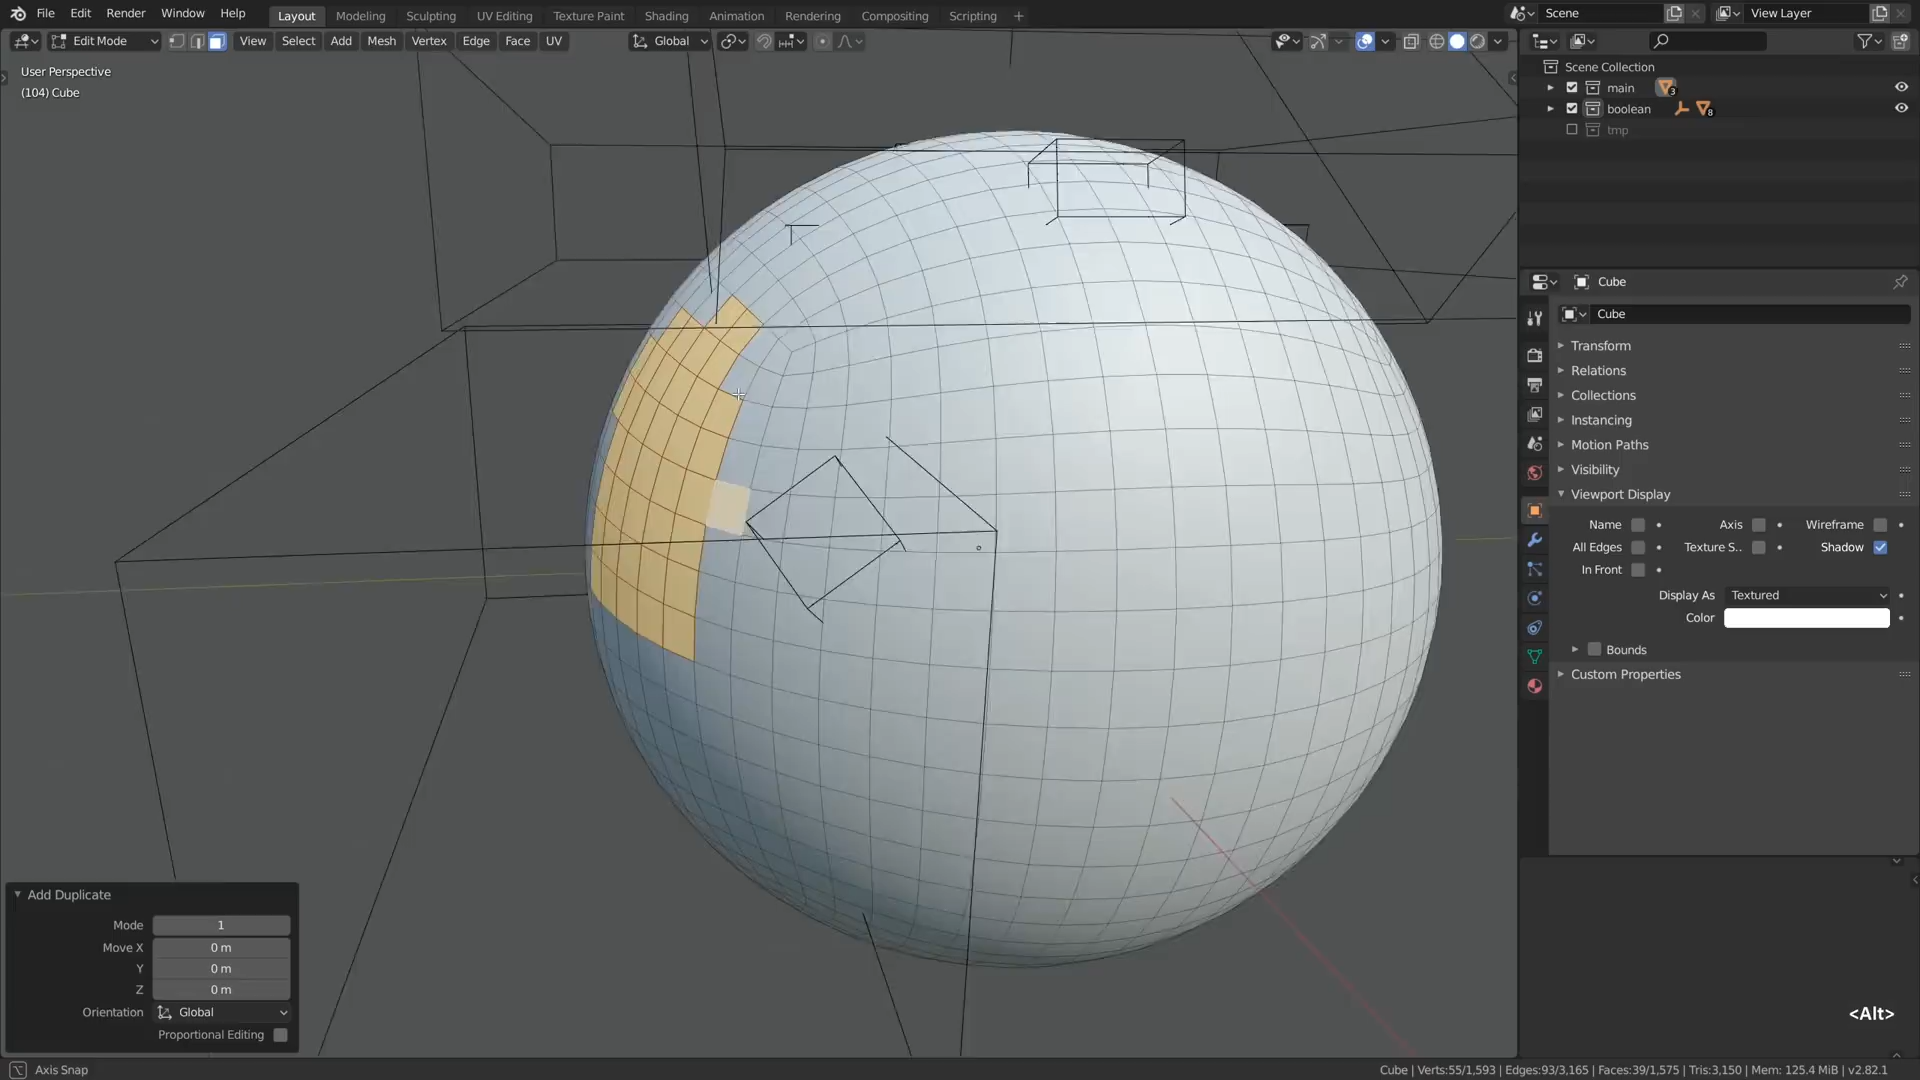 File Edit Render Window Help Layout Modeling Sculpting UV Editing Texture Paint Shading Animation Rendering Compositing Scripting + Scene View Layer
Edit Mode View Select Add Mesh Vertex Edge Face UV Global
User Perspective
(104) Cube
Scene Collection
main 3
boolean 8
tmp
Cube
Cube
Transform
Relations
Collections
Instancing
Motion Paths
Visibility
Viewport Display
Name Axis Wireframe
All Edges Texture S.. Shadow
In Front
Display As Textured
Color
Bounds
Custom Properties
Add Duplicate
Mode 1
Move X 0 m
Y 0 m
Z 0 m
Orientation Global
Proportional Editing
<Alt>
Axis Snap
Cube | Verts:55/1,593 | Edges:93/3,165 | Faces:39/1,575 | Tris:3,150 | Mem: 125.4 MiB | v2.82.1